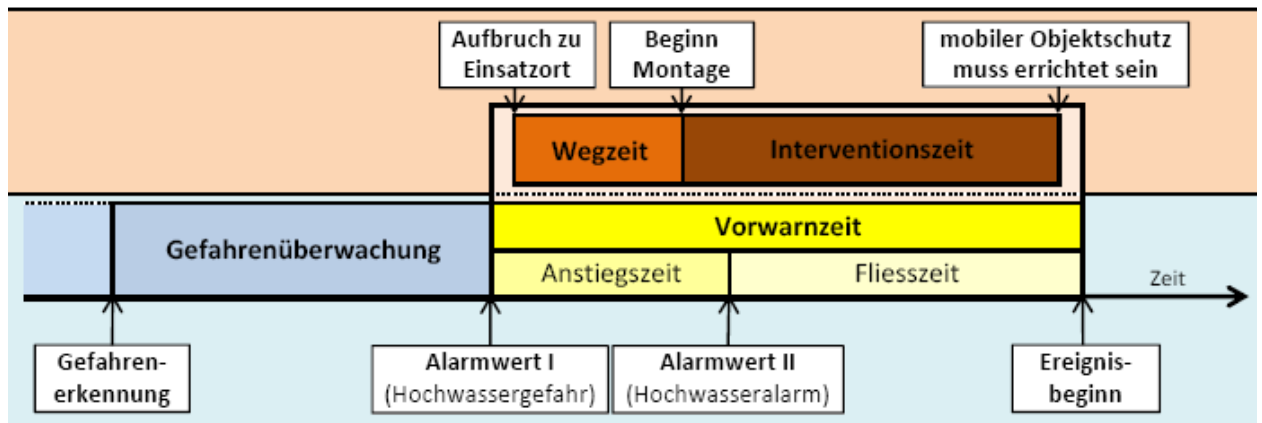 Aufbruch zu
Einsatzort
Beginn
Montage
mobiler Objektschutz
muss errichtet sein
Wegzeit
Interventionszeit
Gefahrenüberwachung
Vorwarnzeit
Anstiegszeit
Fliesszeit
Zeit
Gefahren-
erkennung
Alarmwert I
(Hochwassergefahr)
Alarmwert II
(Hochwasseralarm)
Ereignis-
beginn